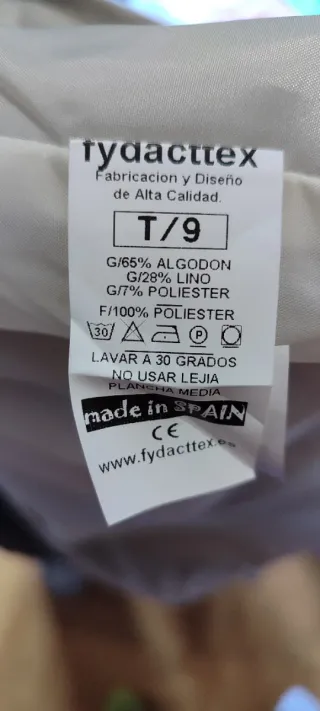 fydacttex
Fabricacion y Diseño
de Alta Calidad.
T/9
G/65% ALGODON
G/28% LINO
G/7% POLIESTER
F/100% POLIESTER
30 P
LAVAR A 30 GRADOS
NO USAR LEJIA
PLANCHA MEDIA
made in SPAIN
CE
www.fydacttex.es